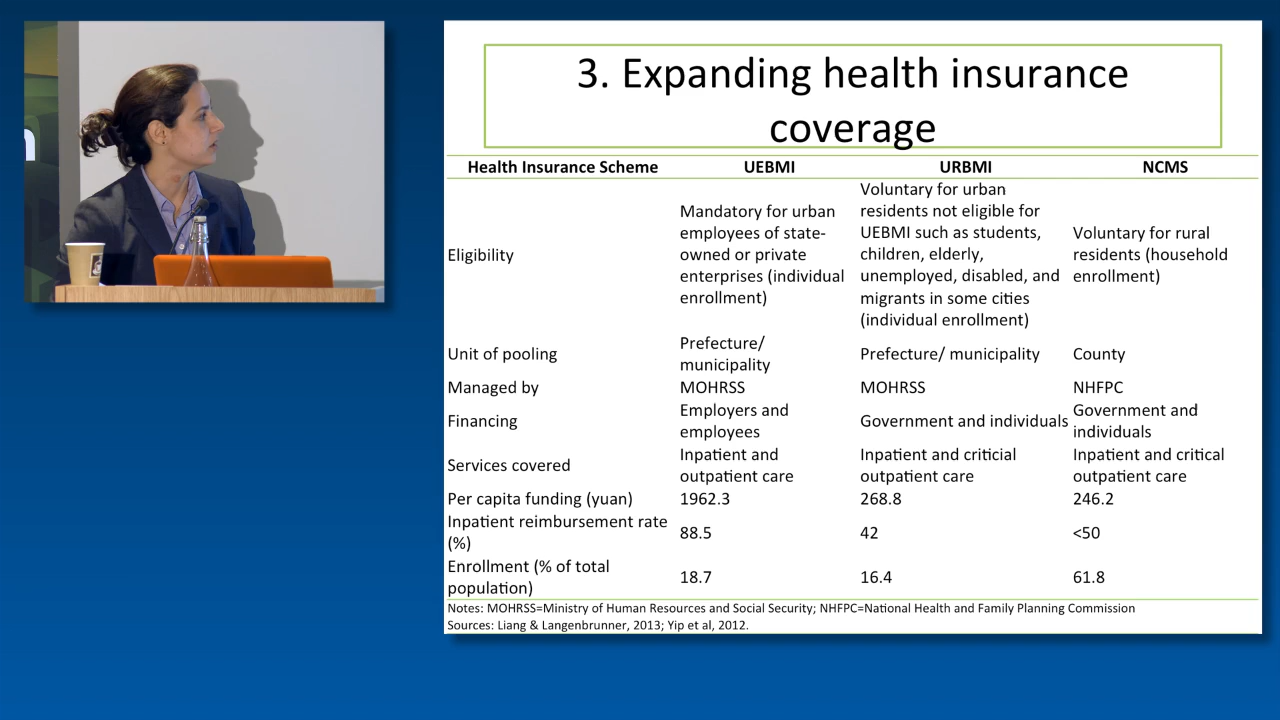 3. Expanding health insurance
coverage
Health Insurance Scheme UEBMI URBMI NCMS
Eligibility
Mandatory for urban
employees of state-
owned or private
enterprises (individual
enrollment)
Voluntary for urban
residents not eligible for
UEBMI such as students,
children, elderly,
unemployed, disabled, and
migrants in some cities
(individual enrollment)
Voluntary for rural
residents (household
enrollment)
Unit of pooling
Prefecture/
municipality
Prefecture/ municipality
County
Managed by
MOHRSS
MOHRSS
NHFPC
Financing
Employers and
employees
Government and individuals
Government and
individuals
Services covered
Inpatient and
outpatient care
Inpatient and criticial
outpatient care
Inpatient and critical
outpatient care
Per capita funding (yuan)
1962.3
268.8
246.2
Inpatient reimbursement rate
(%)
88.5
42
<50
Enrollment (% of total
population)
18.7
16.4
61.8
Notes: MOHRSS=Ministry of Human Resources and Social Security; NHFPC=National Health and Family Planning Commission
Sources: Liang & Langenbrunner, 2013; Yip et al, 2012.